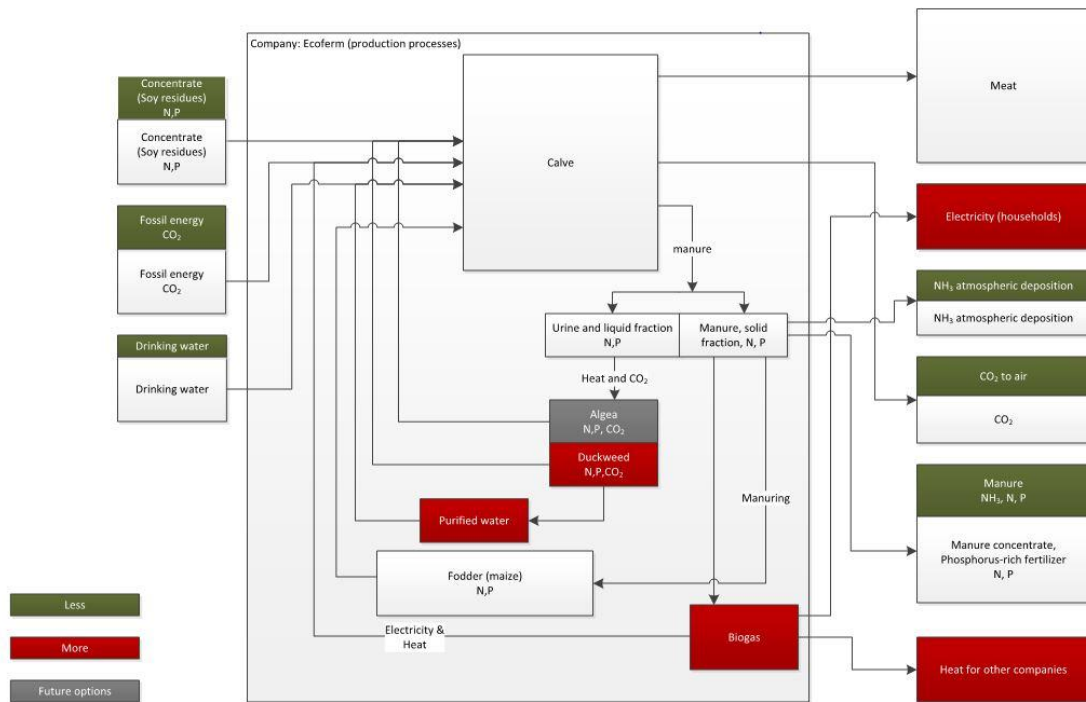 Company: Ecoferm (production processes)
Concentrate
(Soy residues)
N,P
Concentrate
(Soy residues)
N,P
Fossil energy
CO₂
Fossil energy
CO₂
Drinking water
Drinking water
Calve
manure
Urine and liquid fraction
N,P
Manure, solid
fraction, N, P
Heat and CO₂
Algea
N,P, CO₂
Duckweed
N,P,CO₂
Purified water
Manuring
Fodder (maize)
N,P
Electricity &
Heat
Biogas
Meat
Electricity (households)
NH₃ atmospheric deposition
NH₃ atmospheric deposition
CO₂ to air
CO₂
Manure
NH₃, N, P
Manure concentrate,
Phosphorus-rich fertilizer
N, P
Heat for other companies
Less
More
Future options